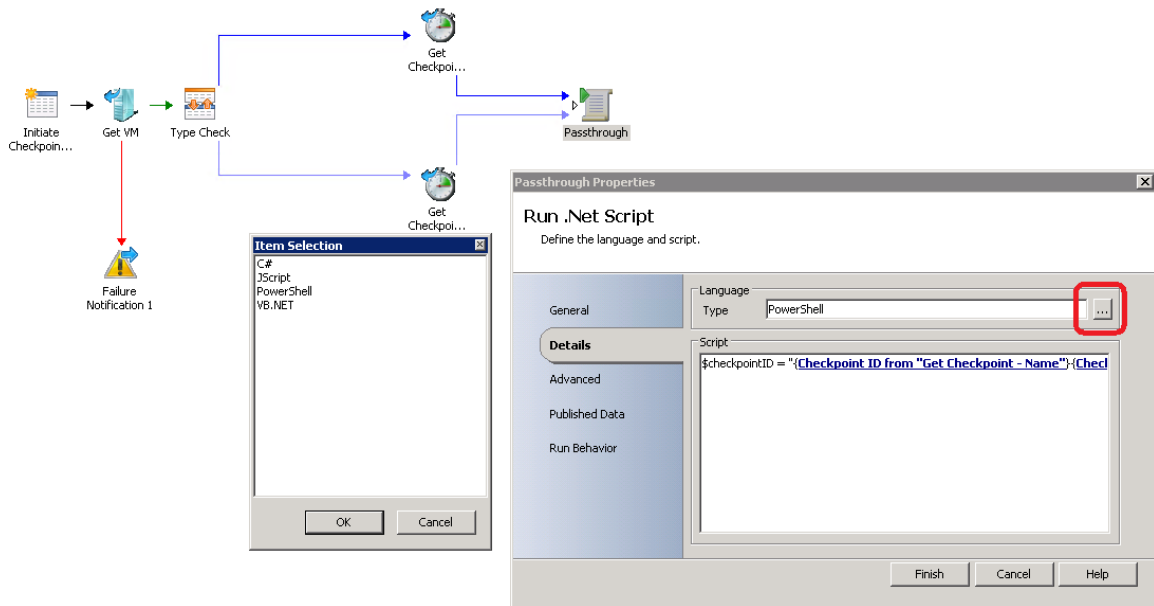 Get
Checkpoi...
Initiate
Checkpoin...
Get VM
Type Check
Passthrough
Get
Checkpoi...
Failure
Notification 1
Item Selection
C#
JScript
PowerShell
VB.NET
OK
Cancel
Passthrough Properties
Run .Net Script
Define the language and script.
General
Details
Advanced
Published Data
Run Behavior
Language
Type
PowerShell
...
Script
$checkpointID = "{Checkpoint ID from "Get Checkpoint - Name"}{Checl
Finish
Cancel
Help